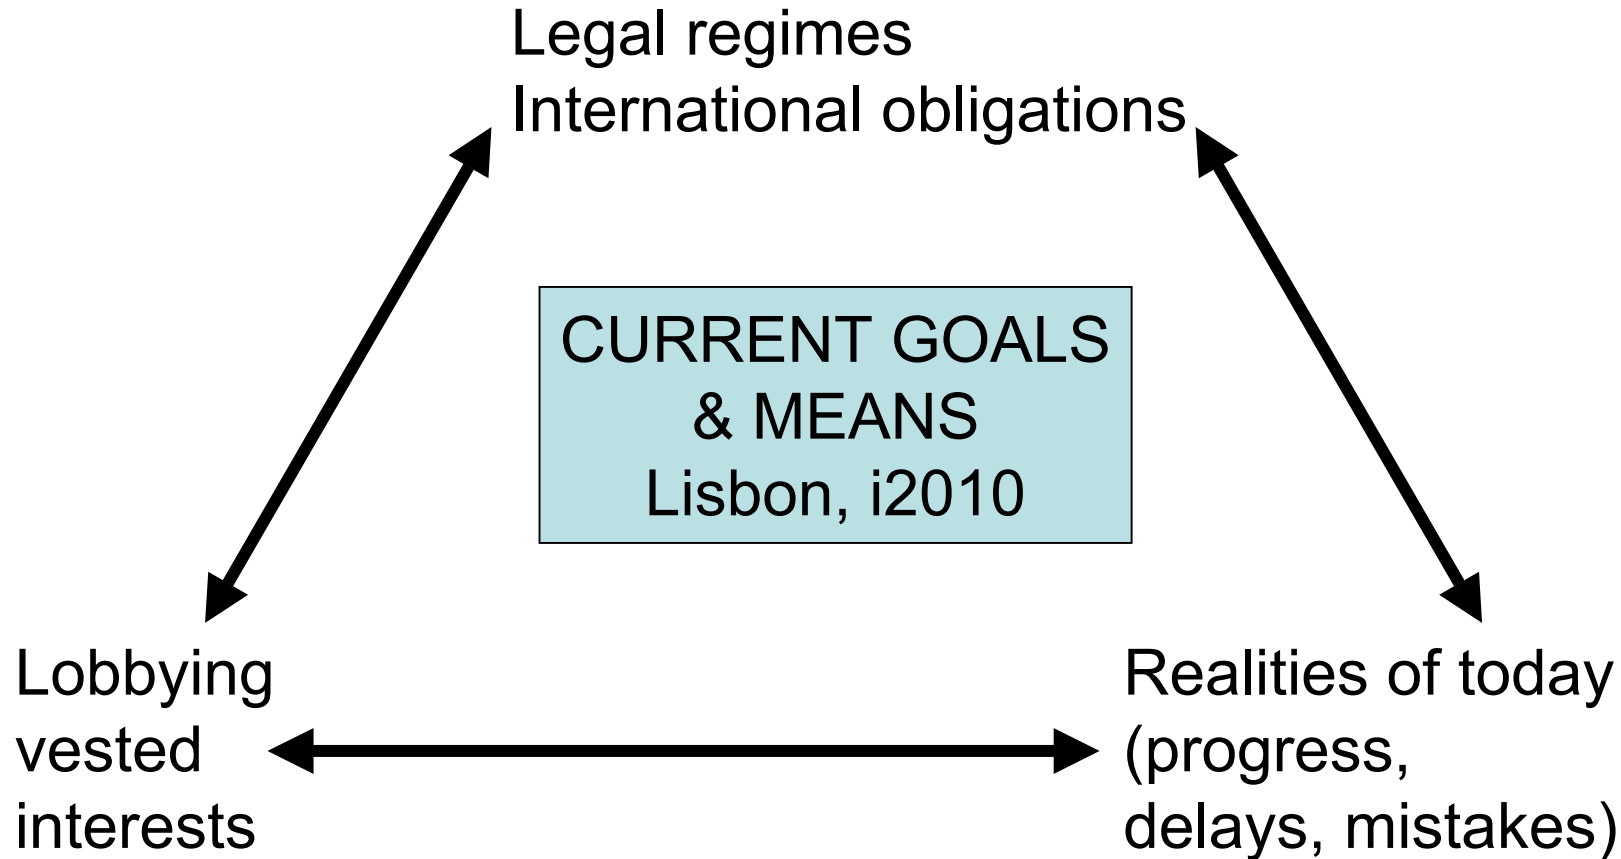 Legal regimes
International obligations
CURRENT GOALS
& MEANS
Lisbon, i2010
Lobbying
vested
interests
Realities of today
(progress,
delays, mistakes)